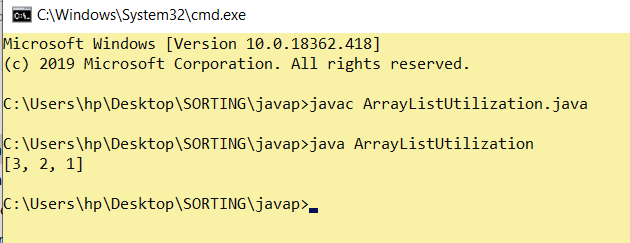 C:\Windows\System32\cmd.exe
Microsoft Windows [Version 10.0.18362.418]
(c) 2019 Microsoft Corporation. All rights reserved.
C:\Users\hp\Desktop\SORTING\javap>javac ArrayListUtilization.java
C:\Users\hp\Desktop\SORTING\javap>java ArrayListUtilization
[3, 2, 1]
C:\Users\hp\Desktop\SORTING\javap>